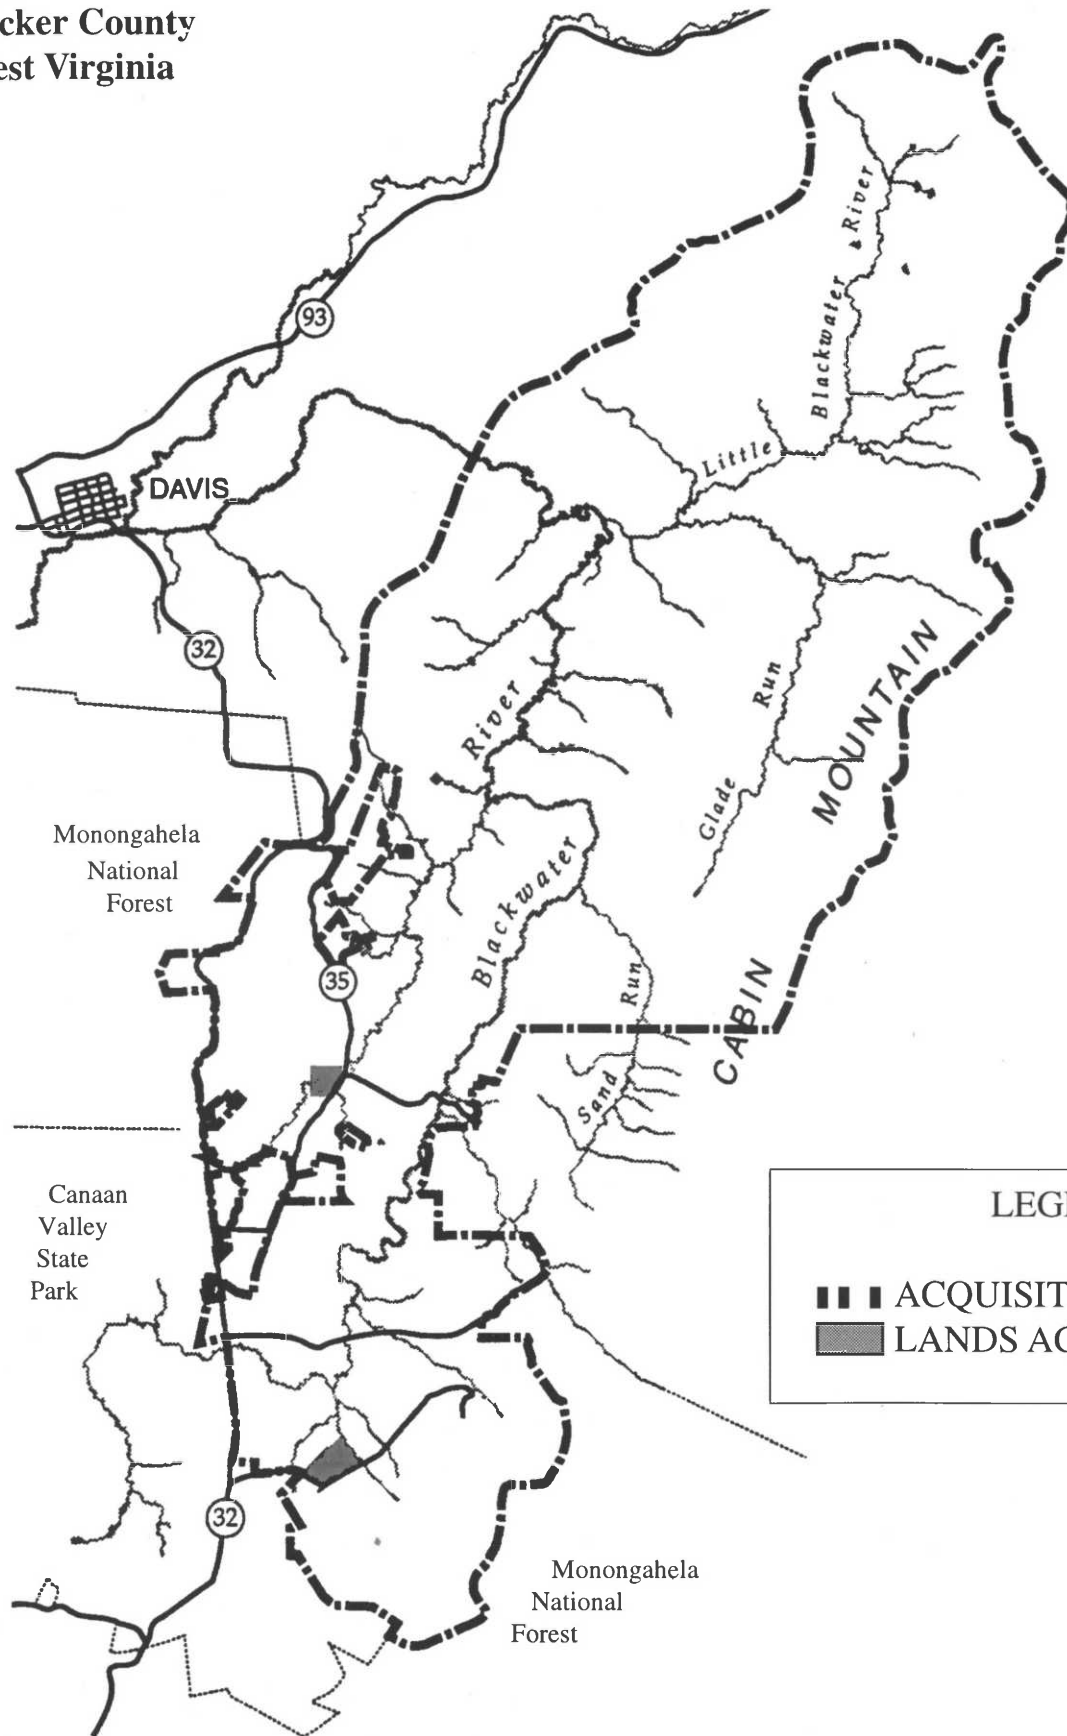 cker County
est Virginia
93
River
Blackwater
Little
DAVIS
32
River
Run
MOUNTAIN
Glade
Monongahela
National
Forest
Blackwater
35
Run
CABIN
Sand
Canaan
Valley
State
Park
LEG
ACQUISIT
LANDS AC
32
Monongahela
National
Forest